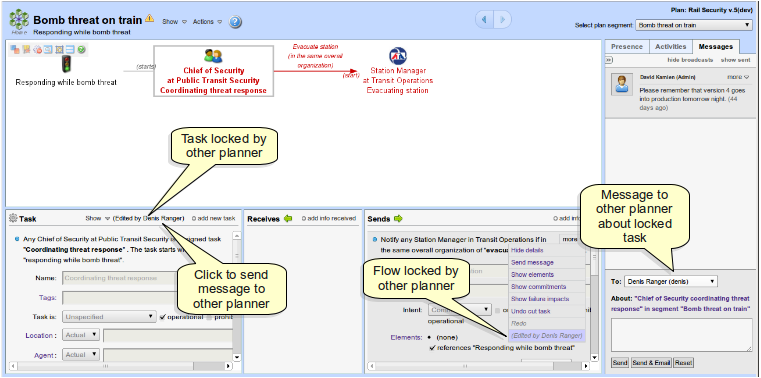 Bomb threat on train
Home
Show
Actions
Responding while bomb threat
Plan: Rail Security v.5(dev)
Select plan segment:
Bomb threat on train
Responding while bomb threat
(starts)
Chief of Security
at Public Transit Security
Coordinating threat response
Evacuate station
(in the same overall
organization)
(start)
Station Manager
at Transit Operations
Evacuating station
Presence
Activities
Messages
hide broadcasts
show sent
David Kamien (Admin)
more
Please remember that version 4 goes
into production tomorrow night. (44
days ago)
Task locked by
other planner
Click to send
message to
other planner
Flow locked by
other planner
Message to
other planner
about locked
task
Task
Show
(Edited by Denis Ranger)
add new task
Any Chief of Security at Public Transit Security is
igned task
"Coordinating threat response" . The task starts w
"responding while bomb threat".
Name:
Coordinating threat response
Tags:
Task is:
Unspecified
operational
prohi
Location :
Actual
Agent :
Actual
Receives
add info received
Sends
add info
Notify any Station Manager in Transit Operations if in
the same overall organization of "evacu
more
Hide details
Send message
Show elements
Show commitments
Show failure impacts
Undo cut task
Redo
(Edited by Denis Ranger)
Intent:
operational
Elements:
(none)
references "Responding while bomb threat"
To:
Denis Ranger (denis)
About: "Chief of Security coordinating threat
response" in segment "Bomb threat on train"
Send
Send & Email
Reset